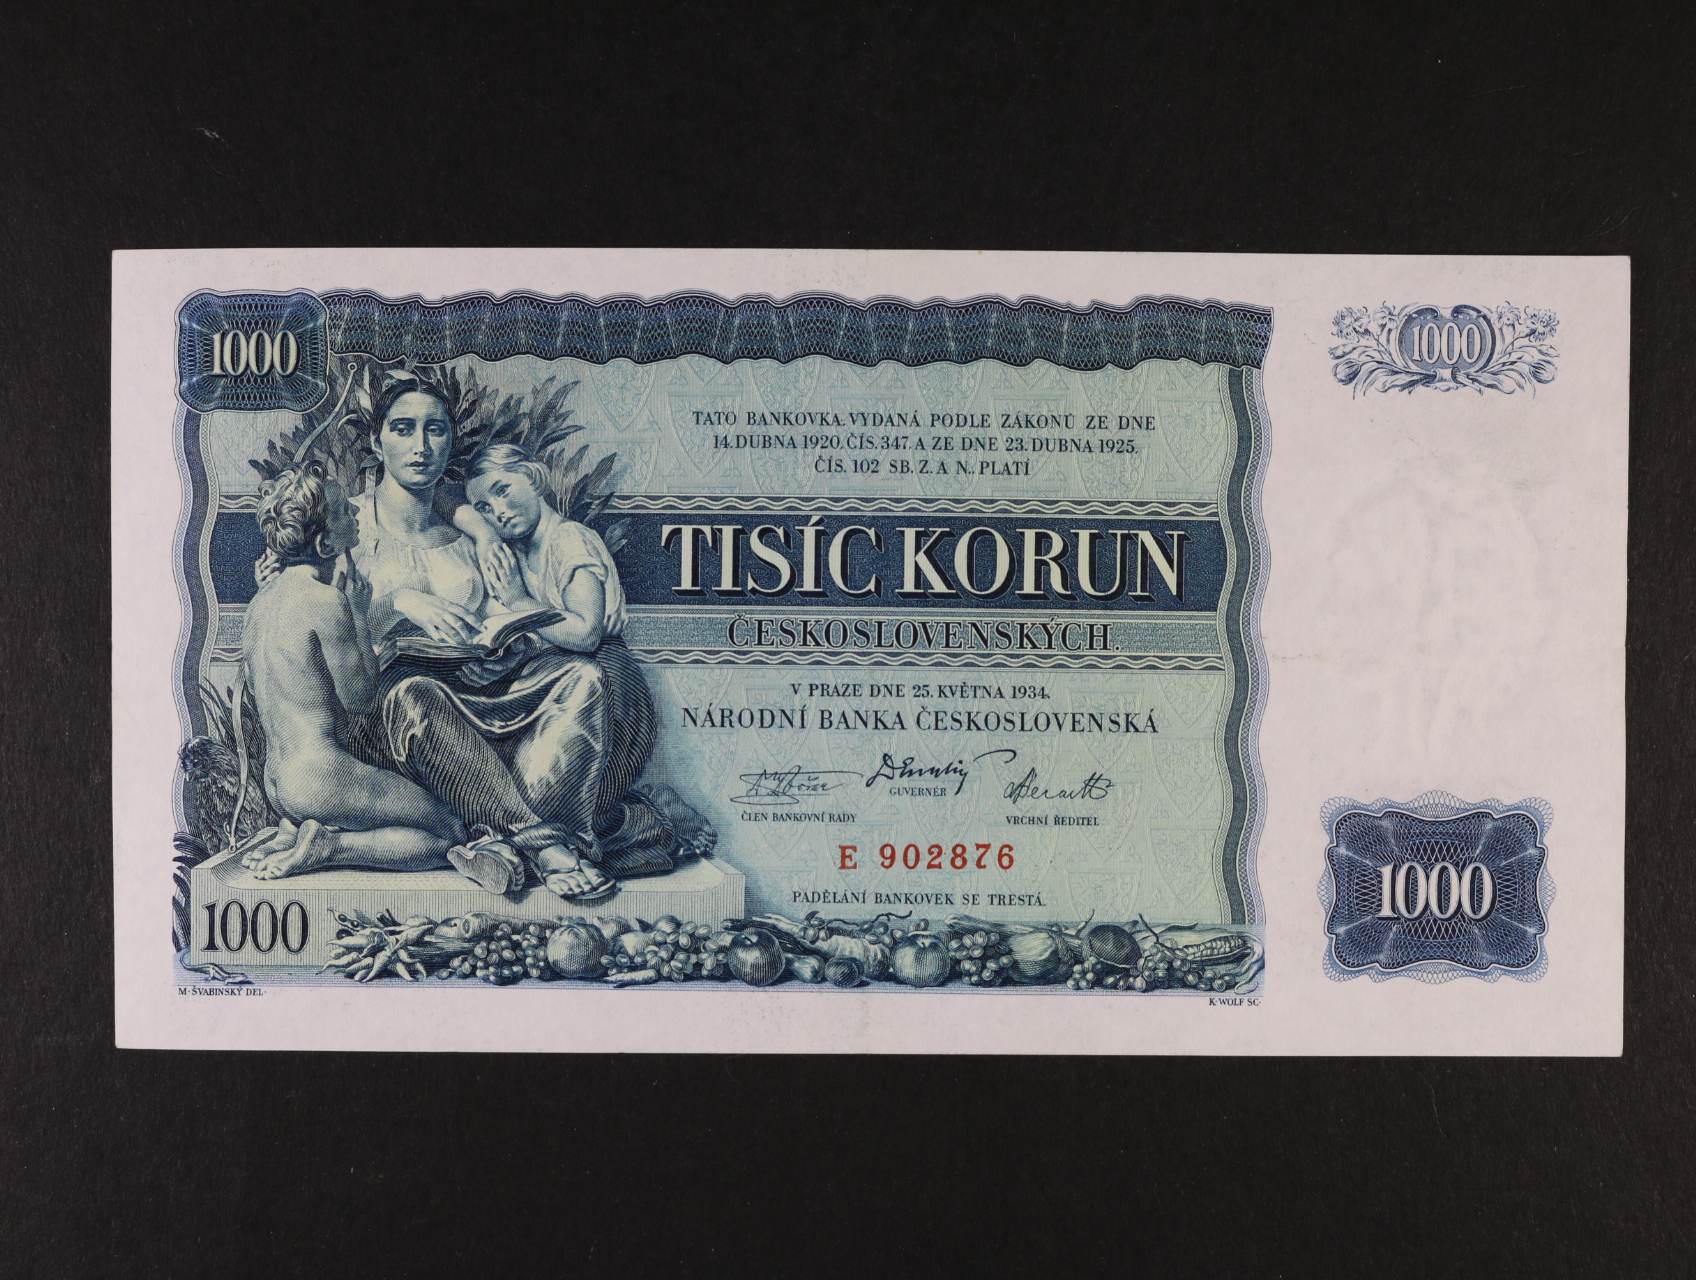 1000
1000
TATO BANKOVKA, VYDANÁ PODLE ZÁKONŮ ZE DNE
14. DUBNA 1920, ČÍS. 347. A ZE DNE 23. DUBNA 1925,
ČÍS. 102 SB. Z. A N., PLATÍ
TISÍC KORUN
ČESKOSLOVENSKÝCH.
V PRAZE DNE 25. KVĚTNA 1934.
NÁRODNÍ BANKA ČESKOSLOVENSKÁ
GUVERNÉR
ČLEN BANKOVNÍ RADY
VRCHNÍ ŘEDITEL
E 902876
PADĚLÁNÍ BANKOVEK SE TRESTÁ.
1000
1000
M· ŠVABINSKÝ DEL·
K· WOLF SC·